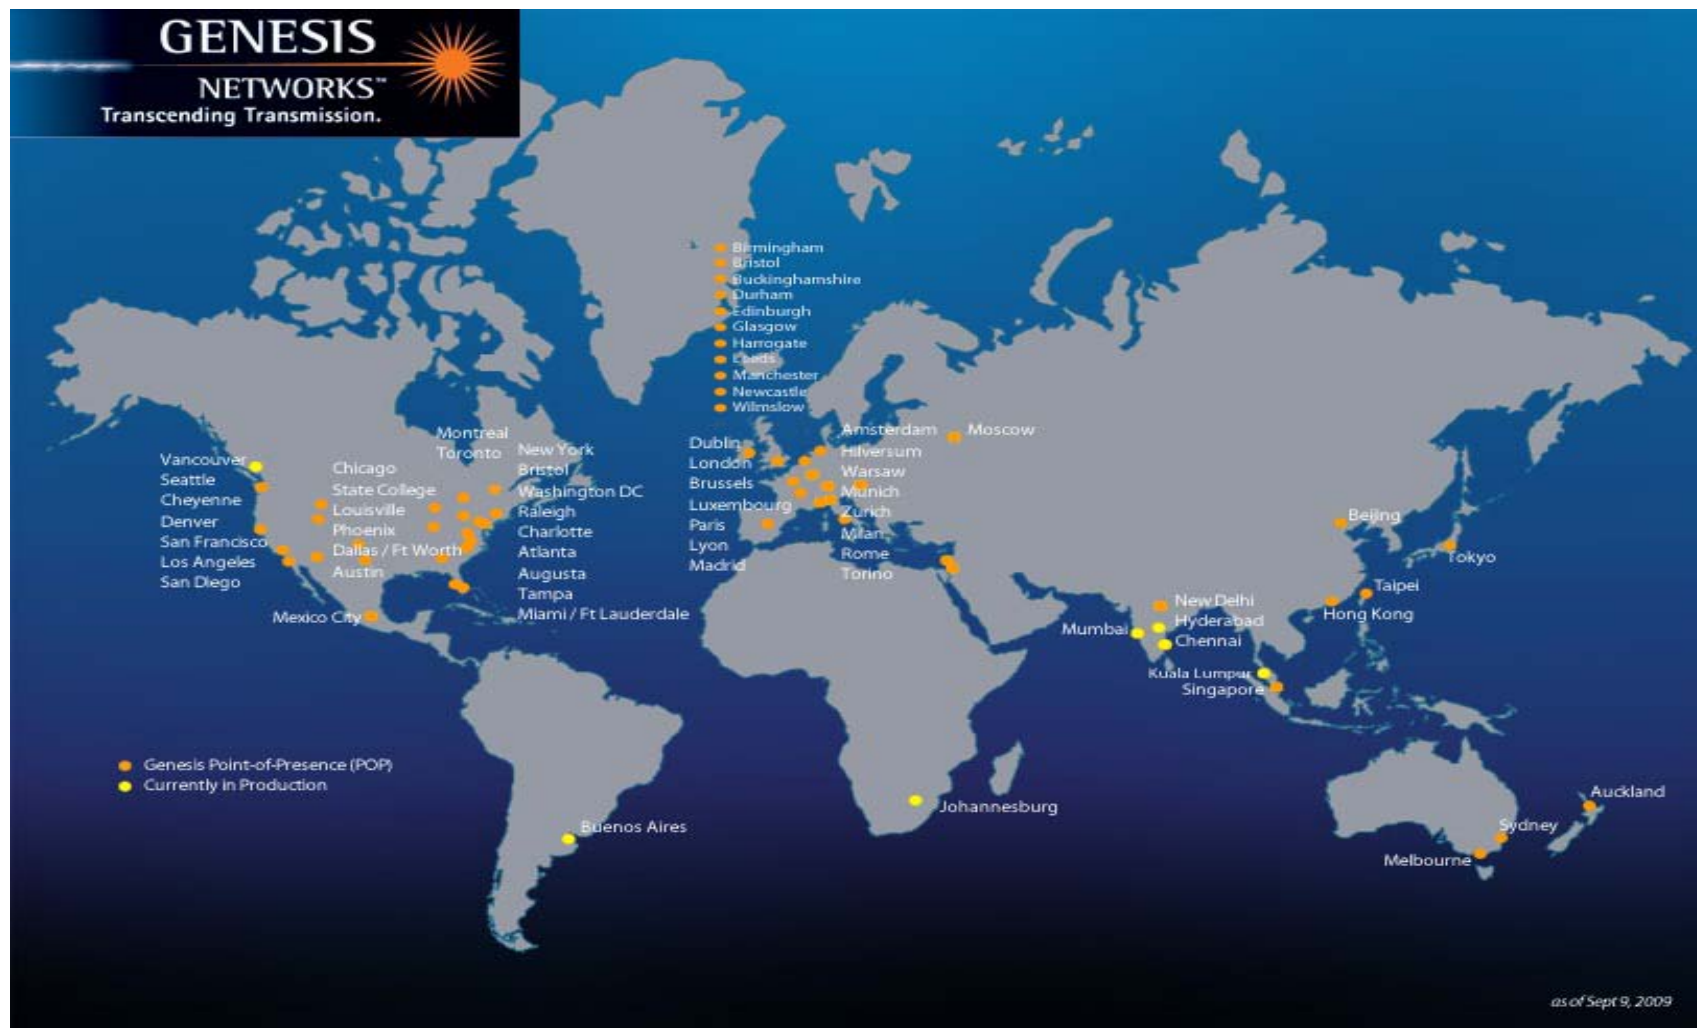 GENESIS
NETWORKS™
Transcending Transmission.
Birmingham
Bristol
Buckinghamshire
Durham
Edinburgh
Glasgow
Harrogate
Leeds
Manchester
Newcastle
Wilmslow
Vancouver
Seattle
Cheyenne
Denver
San Francisco
Los Angeles
San Diego
Mexico City
Chicago
State College
Louisville
Phoenix
Dallas / Ft Worth
Austin
Montreal
Toronto
New York
Bristol
Washington DC
Raleigh
Charlotte
Atlanta
Augusta
Tampa
Miami / Ft Lauderdale
Dublin
London
Brussels
Luxembourg
Paris
Lyon
Madrid
Amsterdam
Hilversum
Warsaw
Munich
Zurich
Milan
Rome
Torino
Moscow
Beijing
Tokyo
Taipei
Hong Kong
New Delhi
Hyderabad
Mumbai
Chennai
Kuala Lumpur
Singapore
Genesis Point-of-Presence (POP)
Currently in Production
Buenos Aires
Johannesburg
Auckland
Sydney
Melbourne
as of Sept 9, 2009